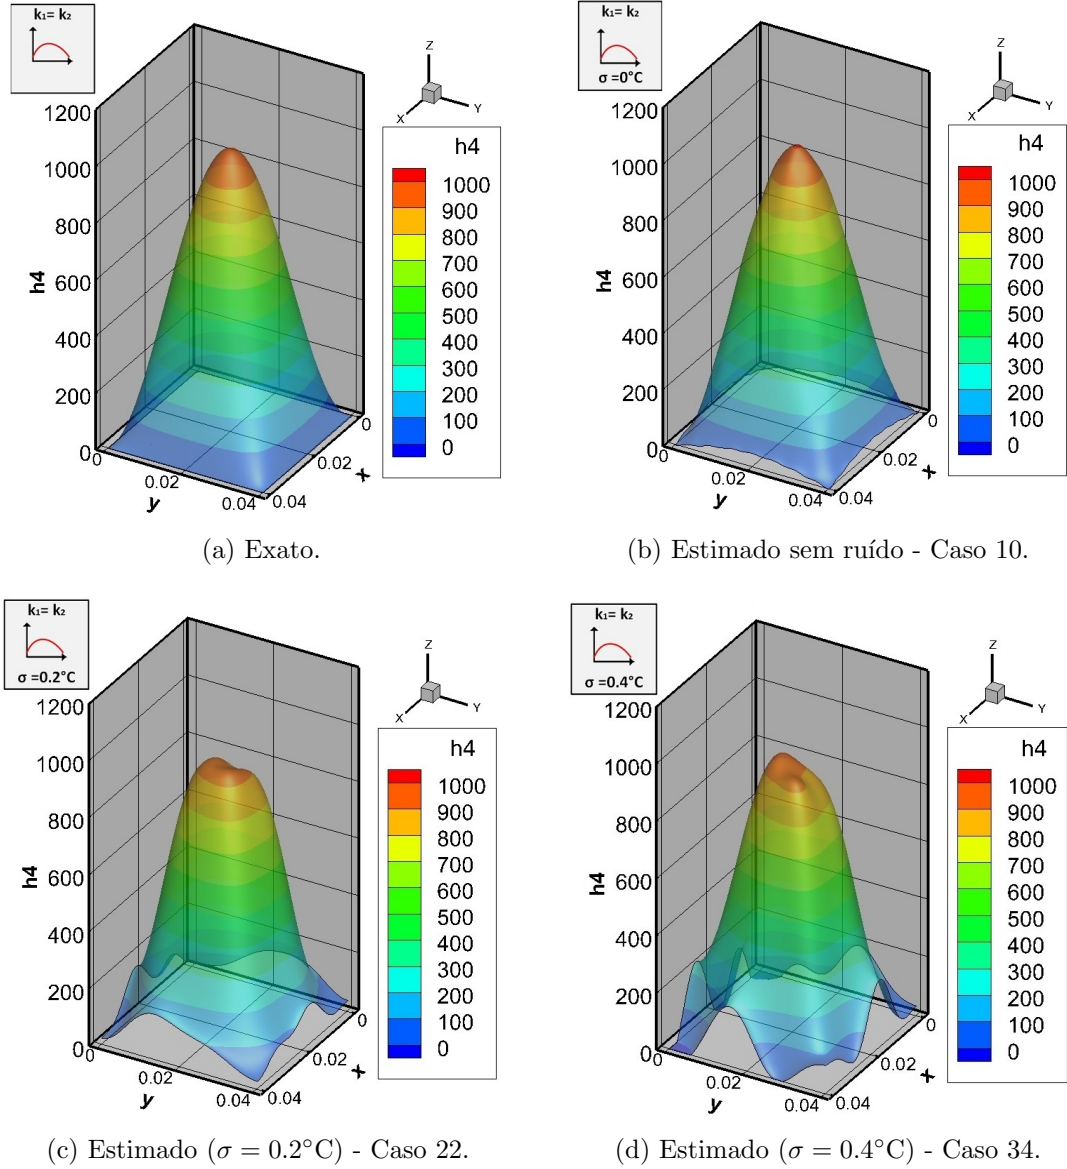 k₁= k₂
Z
X
Y
h4
1200
1000
800
600
400
200
0
h4
0
0.02
0.04
y
0
0.02
0.04
x
1000
900
800
700
600
500
400
300
200
100
0
(a) Exato.
k₁= k₂
σ =0°C
Z
X
Y
h4
1200
1000
800
600
400
200
0
h4
0
0.02
0.04
y
0
0.02
0.04
x
1000
900
800
700
600
500
400
300
200
100
0
(b) Estimado sem ruído - Caso 10.
k₁= k₂
σ =0.2°C
Z
X
Y
h4
1200
1000
800
600
400
200
0
h4
0
0.02
0.04
y
0
0.02
0.04
x
1000
900
800
700
600
500
400
300
200
100
0
(c) Estimado (σ = 0.2°C) - Caso 22.
k₁= k₂
σ =0.4°C
Z
X
Y
h4
1200
1000
800
600
400
200
0
h4
0
0.02
0.04
y
0
0.02
0.04
x
1000
900
800
700
600
500
400
300
200
100
0
(d) Estimado (σ = 0.4°C) - Caso 34.